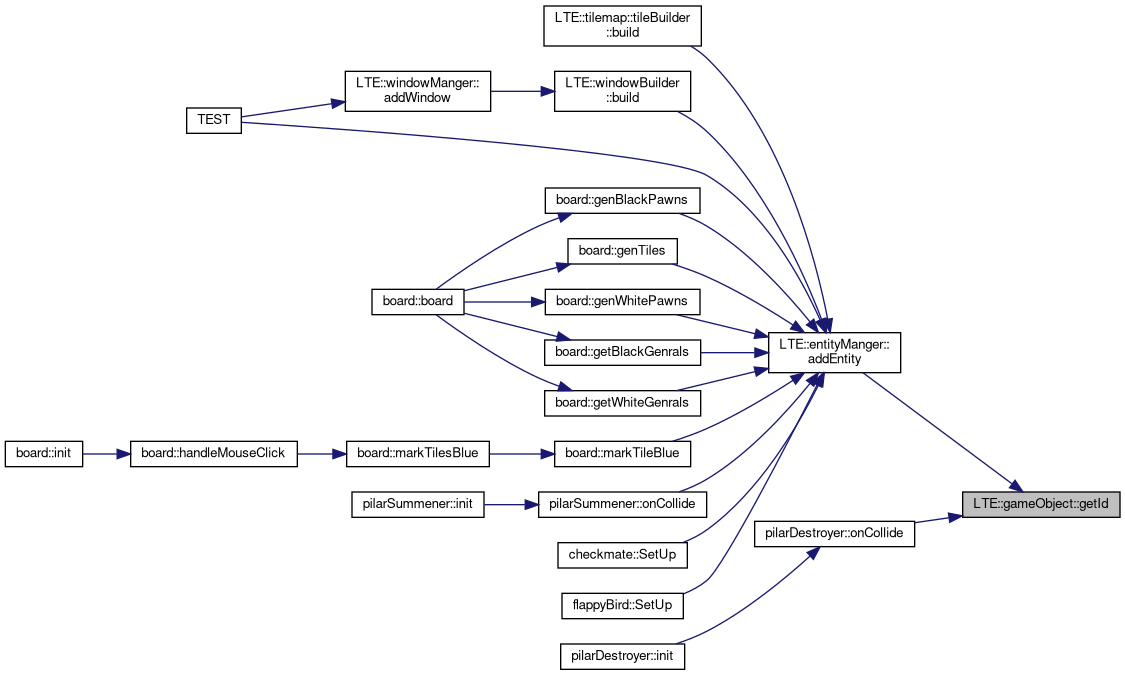 LTE::tilemap::tileBuilder
::build
LTE::windowManger::
addWindow
LTE::windowBuilder
::build
TEST
board::genBlackPawns
board::genTiles
board::board
board::genWhitePawns
board::getBlackGenrals
LTE::entityManger::
addEntity
board::getWhiteGenrals
board::init
board::handleMouseClick
board::markTilesBlue
board::markTileBlue
pilarSummener::init
pilarSummener::onCollide
LTE::gameObject::getId
pilarDestroyer::onCollide
checkmate::SetUp
flappyBird::SetUp
pilarDestroyer::init